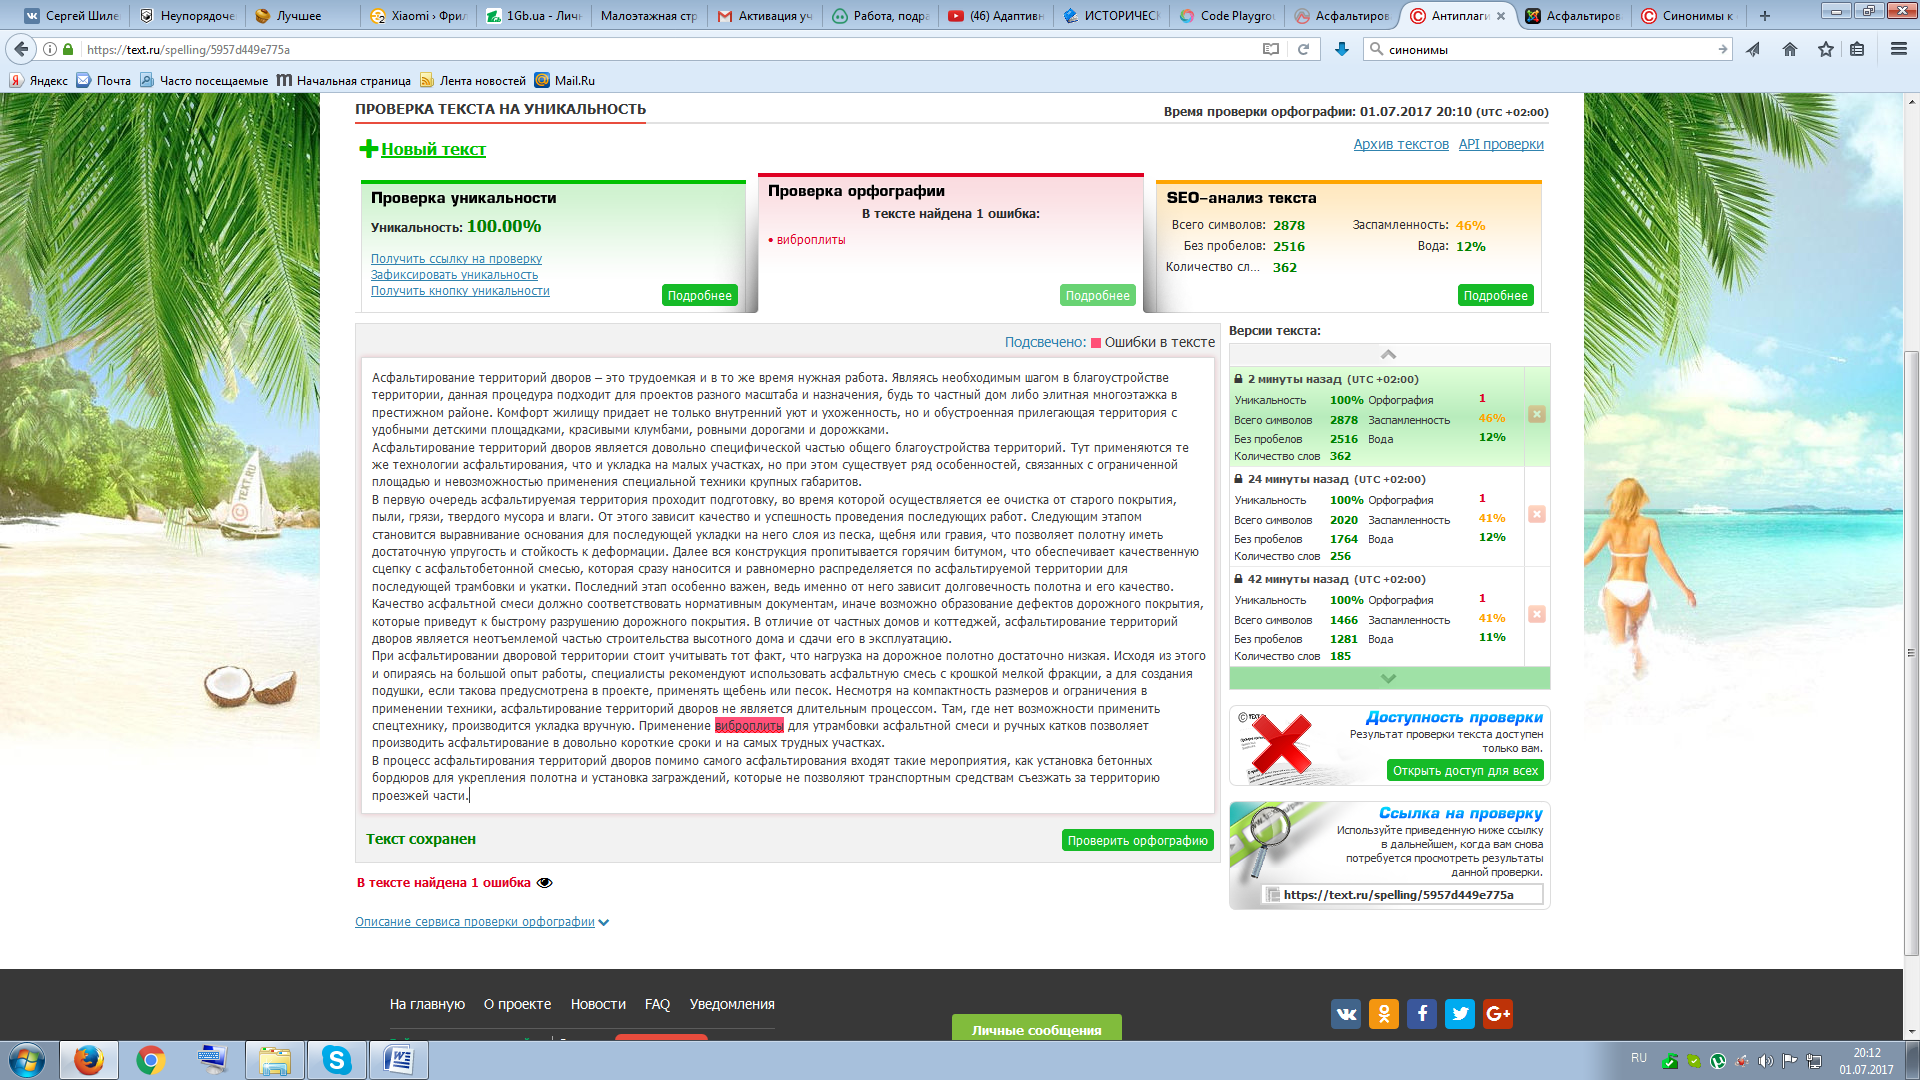 Сергей Шиле
Неупорядоче
Лучшее
Xiaomi › Фрил
1Gb.ua - Личн
Малоэтажная стр
Активация уч
Работа, подра
(46) Адаптивн
ИСТОРИЧЕСК
Code Playgrou
Асфальтиров
Антиплаги
Асфальтиров
Синонимы к
https://text.ru/spelling/5957d449e775a
синонимы
Яндекс
Почта
Часто посещаемые
Начальная страница
Лента новостей
Mail.Ru
ПРОВЕРКА ТЕКСТА НА УНИКАЛЬНОСТЬ
Время проверки орфографии: 01.07.2017 20:10 (UTC +02:00)
Новый текст
Архив текстов API проверки
Проверка уникальности
Уникальность: 100.00%
Получить ссылку на проверку
Зафиксировать уникальность
Получить кнопку уникальности
Подробнее
Проверка орфографии
В тексте найдена 1 ошибка:
• виброплиты
Подробнее
SEO-анализ текста
Всего символов: 2878 Заспамленность: 46%
Без пробелов: 2516 Вода: 12%
Количество сл... 362
Подробнее
Подсвечено: Ошибки в тексте
Асфальтирование территорий дворов – это трудоемкая и в то же время нужная работа. Являясь необходимым шагом в благоустройстве
территории, данная процедура подходит для проектов разного масштаба и назначения, будь то частный дом либо элитная многоэтажка в
престижном районе. Комфорт жилищу придает не только внутренний уют и ухоженность, но и обустроенная прилегающая территория с
удобными детскими площадками, красивыми клумбами, ровными дорогами и дорожками.
Асфальтирование территорий дворов является довольно специфической частью общего благоустройства территорий. Тут применяются те
же технологии асфальтирования, что и укладка на малых участках, но при этом существует ряд особенностей, связанных с ограниченной
площадью и невозможностью применения специальной техники крупных габаритов.
В первую очередь асфальтируемая территория проходит подготовку, во время которой осуществляется ее очистка от старого покрытия,
пыли, грязи, твердого мусора и влаги. От этого зависит качество и успешность проведения последующих работ. Следующим этапом
становится выравнивание основания для последующей укладки на него слоя из песка, щебня или гравия, что позволяет полотну иметь
достаточную упругость и стойкость к деформации. Далее вся конструкция пропитывается горячим битумом, что обеспечивает качественную
сцепку с асфальтобетонной смесью, которая сразу наносится и равномерно распределяется по асфальтируемой территории для
последующей трамбовки и укатки. Последний этап особенно важен, ведь именно от него зависит долговечность полотна и его качество.
Качество асфальтной смеси должно соответствовать нормативным документам, иначе возможно образование дефектов дорожного покрытия,
которые приведут к быстрому разрушению дорожного покрытия. В отличие от частных домов и коттеджей, асфальтирование территорий
дворов является неотъемлемой частью строительства высотного дома и сдачи его в эксплуатацию.
При асфальтировании дворовой территории стоит учитывать тот факт, что нагрузка на дорожное полотно достаточно низкая. Исходя из этого
и опираясь на большой опыт работы, специалисты рекомендуют использовать асфальтную смесь с крошкой мелкой фракции, а для создания
подушки, если такова предусмотрена в проекте, применять щебень или песок. Несмотря на компактность размеров и ограничения в
применении техники, асфальтирование территорий дворов не является длительным процессом. Там, где нет возможности применить
спецтехнику, производится укладка вручную. Применение виброплиты для утрамбовки асфальтной смеси и ручных катков позволяет
производить асфальтирование в довольно короткие сроки и на самых трудных участках.
В процесс асфальтирования территорий дворов помимо самого асфальтирования входят такие мероприятия, как установка бетонных
бордюров для укрепления полотна и установка заграждений, которые не позволяют транспортным средствам съезжать за территорию
проезжей части.
Текст сохранен
Проверить орфографию
В тексте найдена 1 ошибка
Описание сервиса проверки орфографии
Версии текста:
2 минуты назад (UTC +02:00)
Уникальность 100% Орфография 1
Всего символов 2878 Заспамленность 46%
Без пробелов 2516 Вода 12%
Количество слов 362
24 минуты назад (UTC +02:00)
Уникальность 100% Орфография 1
Всего символов 2020 Заспамленность 41%
Без пробелов 1764 Вода 12%
Количество слов 256
42 минуты назад (UTC +02:00)
Уникальность 100% Орфография 1
Всего символов 1466 Заспамленность 41%
Без пробелов 1281 Вода 11%
Количество слов 185
Доступность проверки
Результат проверки текста доступен
только вам.
Открыть доступ для всех
Ссылка на проверку
Используйте приведенную ниже ссылку
в дальнейшем, когда вам снова
потребуется просмотреть результаты
данной проверки.
https://text.ru/spelling/5957d449e775a
©TEXT.RU
На главную О проекте Новости FAQ Уведомления
Личные сообщения
RU
20:12
01.07.2017